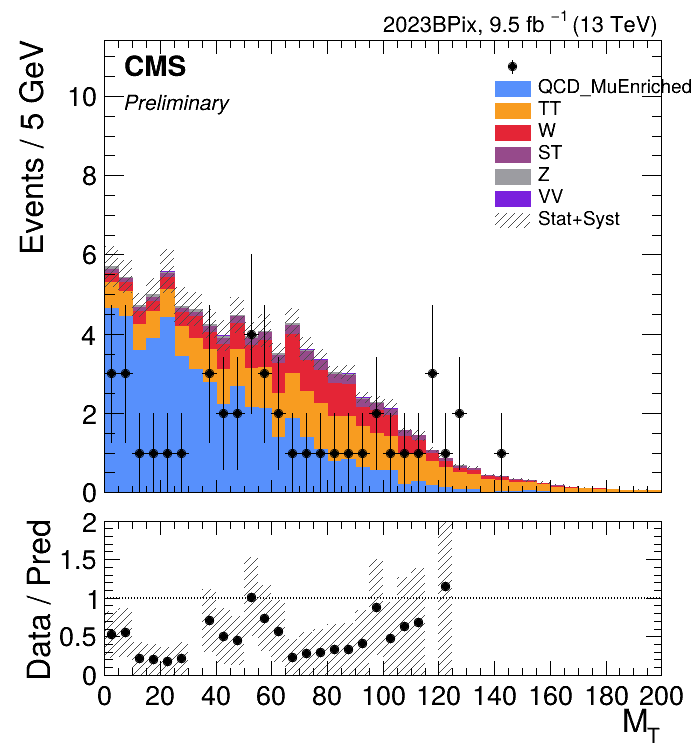 2023BPix, 9.5 fb⁻¹ (13 TeV)
CMS
Preliminary
QCD_MuEnriched
TT
W
ST
Z
VV
Stat+Syst
Events / 5 GeV
10
8
6
4
2
0
Data / Pred
2
1.5
1
0.5
0
0 20 40 60 80 100 120 140 160 180 200
M_T